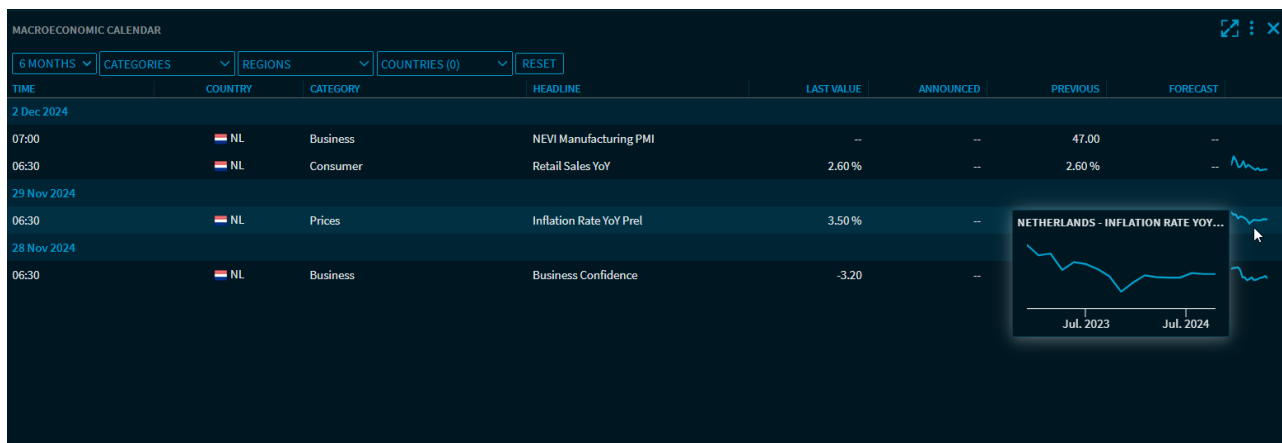 MACROECONOMIC CALENDAR
6 MONTHS CATEGORIES REGIONS COUNTRIES (0) RESET
TIME COUNTRY CATEGORY HEADLINE LAST VALUE ANNOUNCED PREVIOUS FORECAST
2 Dec 2024
07:00 NL Business NEVI Manufacturing PMI -- -- 47.00 --
06:30 NL Consumer Retail Sales YoY 2.60 % -- 2.60 % --
29 Nov 2024
06:30 NL Prices Inflation Rate YoY Prel 3.50 % --
NETHERLANDS - INFLATION RATE YOY...
28 Nov 2024
06:30 NL Business Business Confidence -3.20 --
Jul. 2023 Jul. 2024